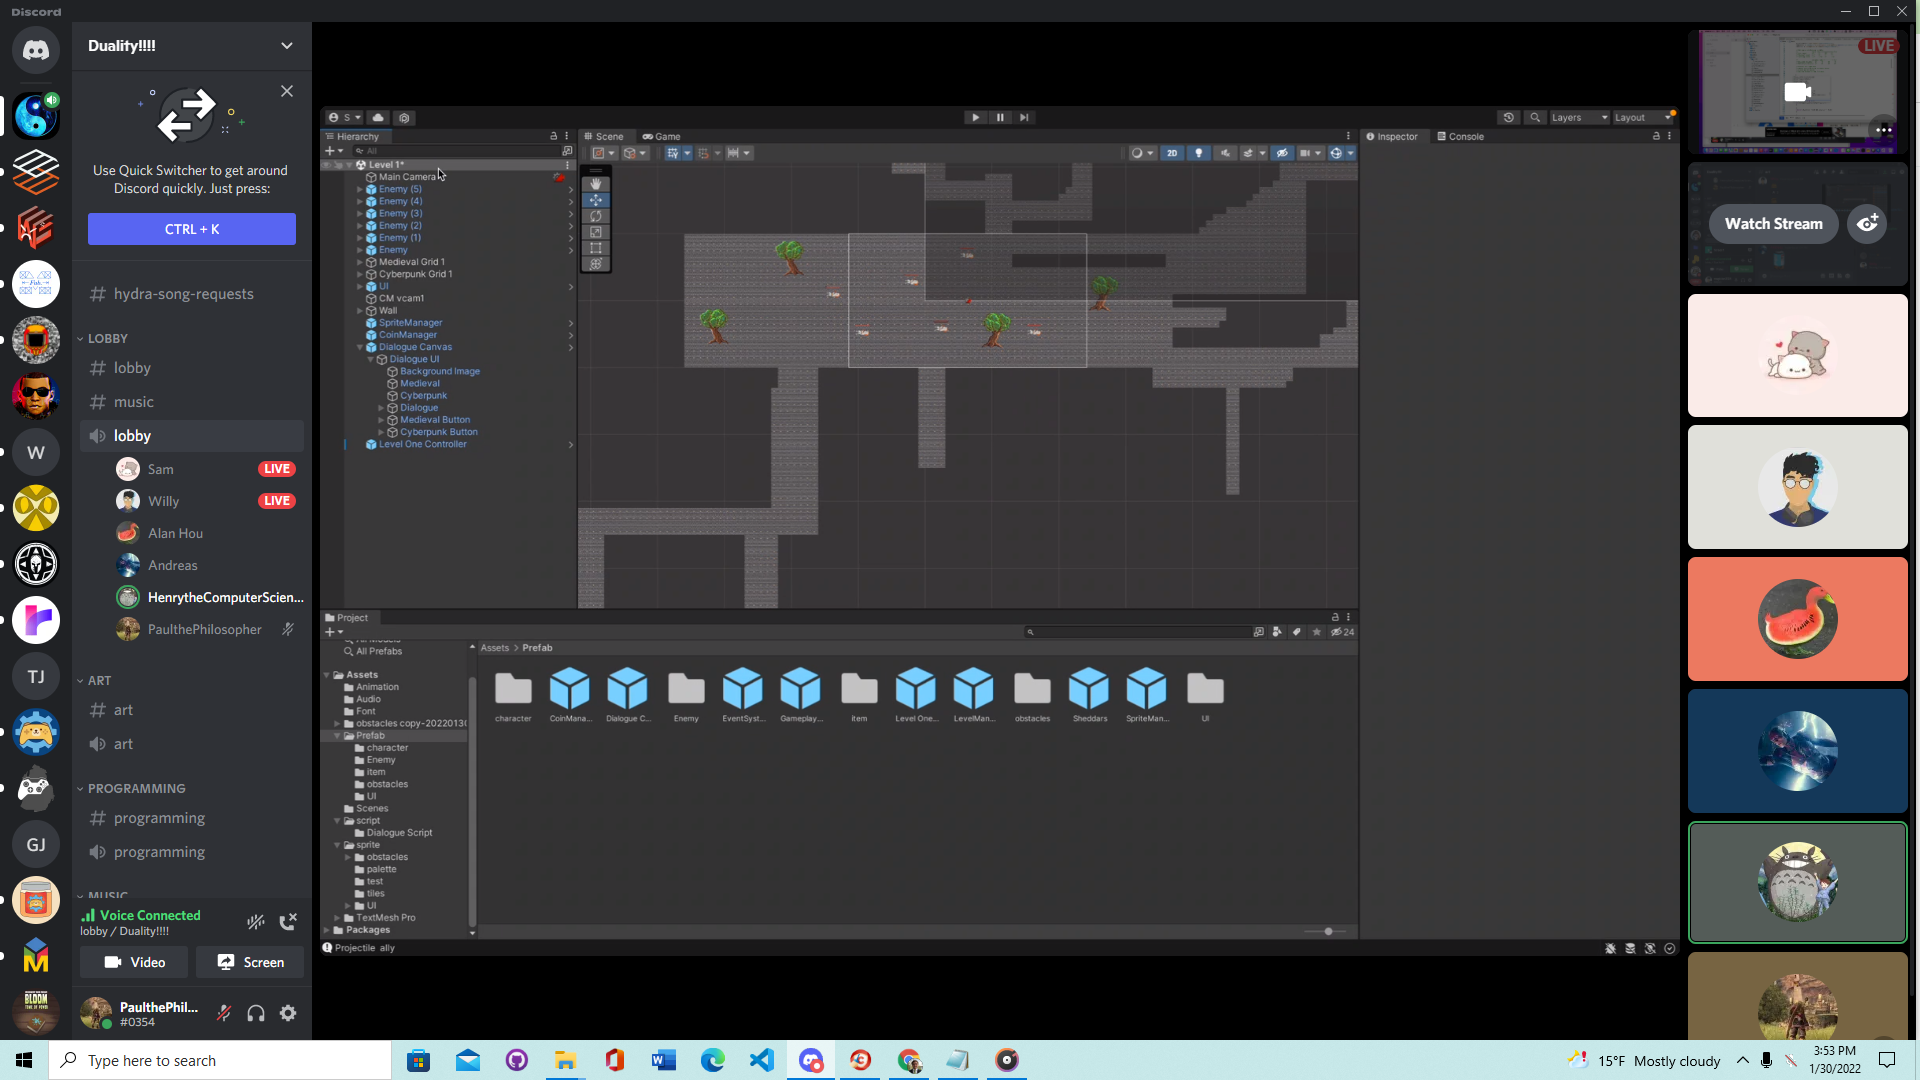 Discord
Duality!!!!
Use Quick Switcher to get around
Discord quickly. Just press:
CTRL + K
hydra-song-requests
LOBBY
lobby
music
lobby
Sam LIVE
Willy LIVE
Alan Hou
Andreas
HenrytheComputerScien...
PaulthePhilosopher
ART
art
art
PROGRAMMING
programming
programming
MUSIC
Voice Connected
lobby / Duality!!!!
Video Screen
PaulthePhil...
#0354
W
TJ
GJ
BLOOM
S
Layers
Layout
Hierarchy
All
Level 1*
Main Camera
Enemy (5)
Enemy (4)
Enemy (3)
Enemy (2)
Enemy (1)
Enemy
Medieval Grid 1
Cyberpunk Grid 1
UI
CM vcam1
Wall
SpriteManager
CoinManager
Dialogue Canvas
Dialogue UI
Background Image
Medieval
Cyberpunk
Dialogue
Medieval Button
Cyberpunk Button
Level One Controller
Scene Game
2D
Inspector Console
Project
24
All Prefabs
Assets
Animation
Audio
Font
obstacles copy-2022013(
Prefab
character
Enemy
item
obstacles
UI
Scenes
script
Dialogue Script
sprite
obstacles
palette
test
tiles
UI
TextMesh Pro
Packages
Assets > Prefab
character CoinMana... Dialogue C... Enemy EventSyst... Gameplay... item Level One... LevelMan... obstacles Sheddars SpriteMan... UI
Projectile ally
LIVE
Watch Stream
Type here to search
15°F Mostly cloudy
3:53 PM
1/30/2022